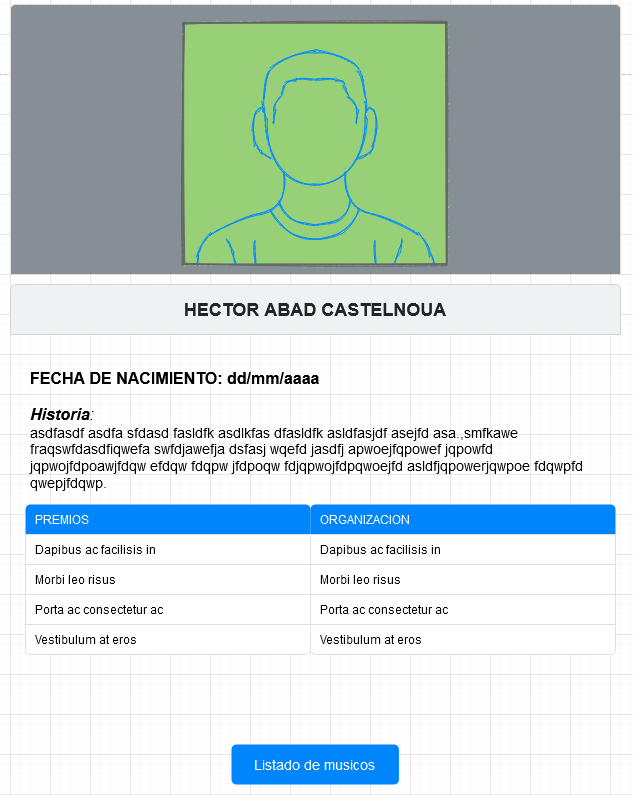 HECTOR ABAD CASTELNOUA
FECHA DE NACIMIENTO: dd/mm/aaaa
Historia:
asdfasdf asdfa sfdasd fasldfk asdlkfas dfasldfk asldfasjdf asejfd asa.,smfkawe
fraqswfdasdfiqwefa swfdjawefja dsfasj wqefd jasdfj apwoejfqpowef jqpowfd
jqpwojfdpoawjfdqw efdqw fdqpw jfdpoqw fdjqpwojfdpqwoejfd asldfjqpowerjqwpoe fdqwpfd
qwepjfdqwp.
PREMIOS ORGANIZACION
Dapibus ac facilisis in Dapibus ac facilisis in
Morbi leo risus Morbi leo risus
Porta ac consectetur ac Porta ac consectetur ac
Vestibulum at eros Vestibulum at eros
Listado de musicos